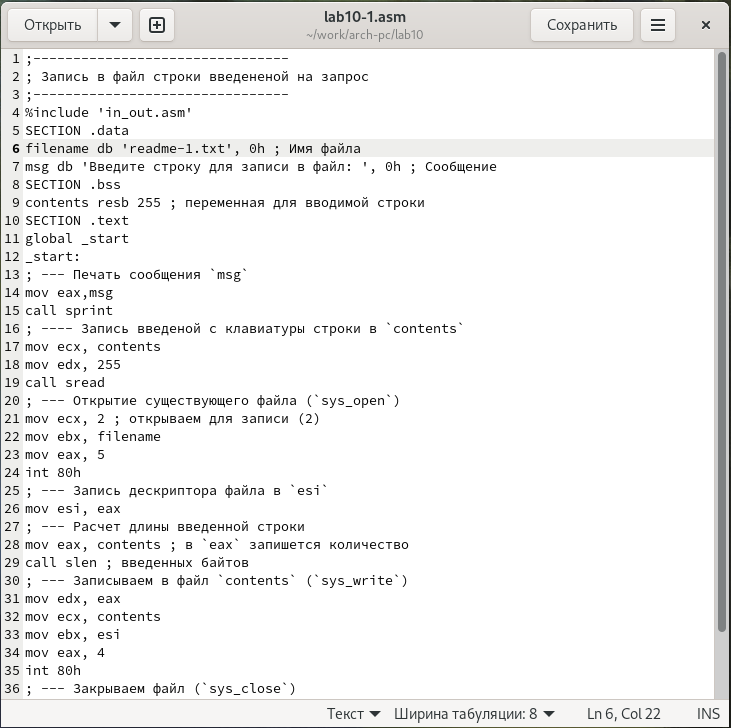 Открыть
lab10-1.asm
~/work/arch-pc/lab10
Сохранить
1 ;--------------------------------
2 ; Запись в файл строки введененой на запрос
3 ;--------------------------------
4 %include 'in_out.asm'
5 SECTION .data
6 filename db 'readme-1.txt', 0h ; Имя файла
7 msg db 'Введите строку для записи в файл: ', 0h ; Сообщение
8 SECTION .bss
9 contents resb 255 ; переменная для вводимой строки
10 SECTION .text
11 global _start
12 _start:
13 ; --- Печать сообщения `msg`
14 mov eax,msg
15 call sprint
16 ; ---- Запись введеной с клавиатуры строки в `contents`
17 mov ecx, contents
18 mov edx, 255
19 call sread
20 ; --- Открытие существующего файла (`sys_open`)
21 mov ecx, 2 ; открываем для записи (2)
22 mov ebx, filename
23 mov eax, 5
24 int 80h
25 ; --- Запись дескриптора файла в `esi`
26 mov esi, eax
27 ; --- Расчет длины введенной строки
28 mov eax, contents ; в `eax` запишется количество
29 call slen ; введенных байтов
30 ; --- Записываем в файл `contents` (`sys_write`)
31 mov edx, eax
32 mov ecx, contents
33 mov ebx, esi
34 mov eax, 4
35 int 80h
36 ; --- Закрываем файл (`sys_close`)
Текст Ширина табуляции: 8 Ln 6, Col 22 INS